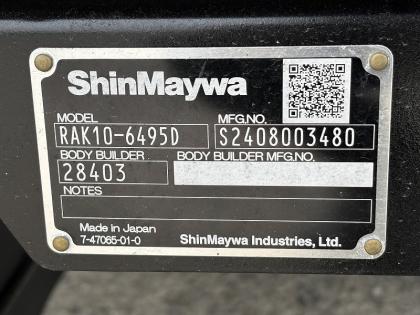 ShinMaywa
MODEL MFG.NO.
RAK10-6495D S2408003480
BODY BUILDER BODY BUILDER MFG.NO.
28403
NOTES
Made in Japan
7-47065-01-0 ShinMaywa Industries, Ltd.